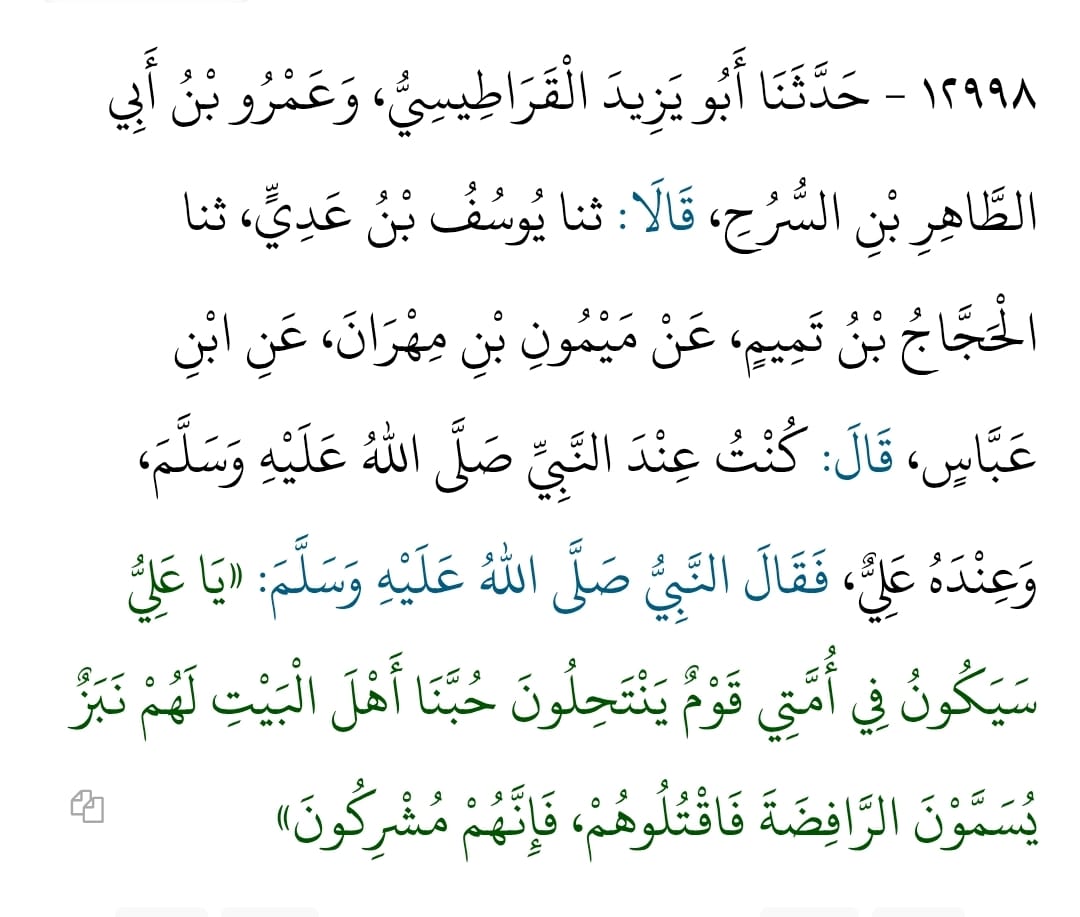 ١٢٩٩٨ - حَدَّثَنَا أَبُو يَزِيدَ الْقَرَاطِيسِيُّ، وَعَمْرُو بْنُ أَبِي
الطَّاهِرِ بْنِ السُّرُحِ، قَالَا: ثنا يُوسُفُ بْنُ عَدِيٍّ، ثنا
الْحَجَّاجُ بْنُ تَمِيمٍ، عَنْ مَيْمُونِ بْنِ مِهْرَانَ، عَنِ ابْنِ
عَبَّاسٍ، قَالَ: كُنْتُ عِنْدَ النَّبِيِّ صَلَّى اللهُ عَلَيْهِ وَسَلَّمَ،
وَعِنْدَهُ عَلِيٌّ، فَقَالَ النَّبِيُّ صَلَّى اللهُ عَلَيْهِ وَسَلَّمَ: «يَا عَلِيُّ
سَيَكُونُ فِي أُمَّتِي قَوْمٌ يَنْتَحِلُونَ حُبَّنَا أَهْلَ الْبَيْتِ لَهُمْ نَبَزٌ
يُسَمَّوْنَ الرَّافِضَةَ فَاقْتُلُوهُمْ، فَإِنَّهُمْ مُشْرِكُونَ»